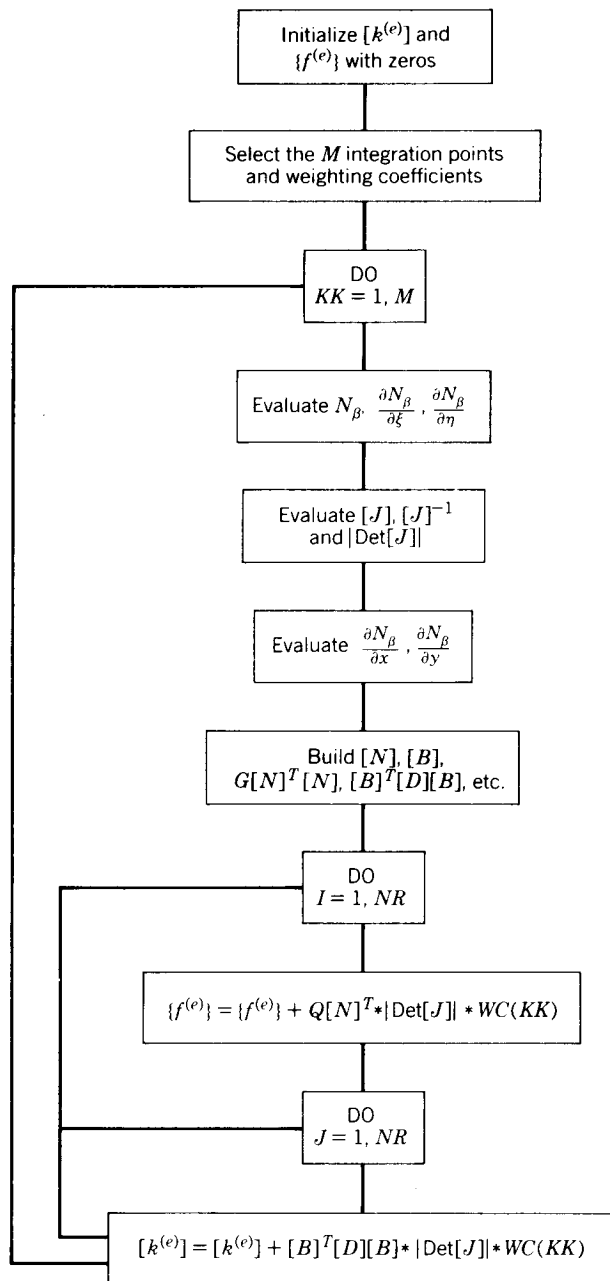 Initialize [k^(e)] and
{f^(e)} with zeros
Select the M integration points
and weighting coefficients
DO
KK = 1, M
Evaluate N_β, ∂N_β/∂ξ, ∂N_β/∂η
Evaluate [J], [J]^−1
and |Det[J]|
Evaluate ∂N_β/∂x, ∂N_β/∂y
Build [N], [B],
G[N]^T[N], [B]^T[D][B], etc.
DO
I = 1, NR
{f^(e)} = {f^(e)} + Q[N]^T*|Det[J]| * WC(KK)
DO
J = 1, NR
[k^(e)] = [k^(e)] + [B]^T[D][B]* |Det[J]|* WC(KK)